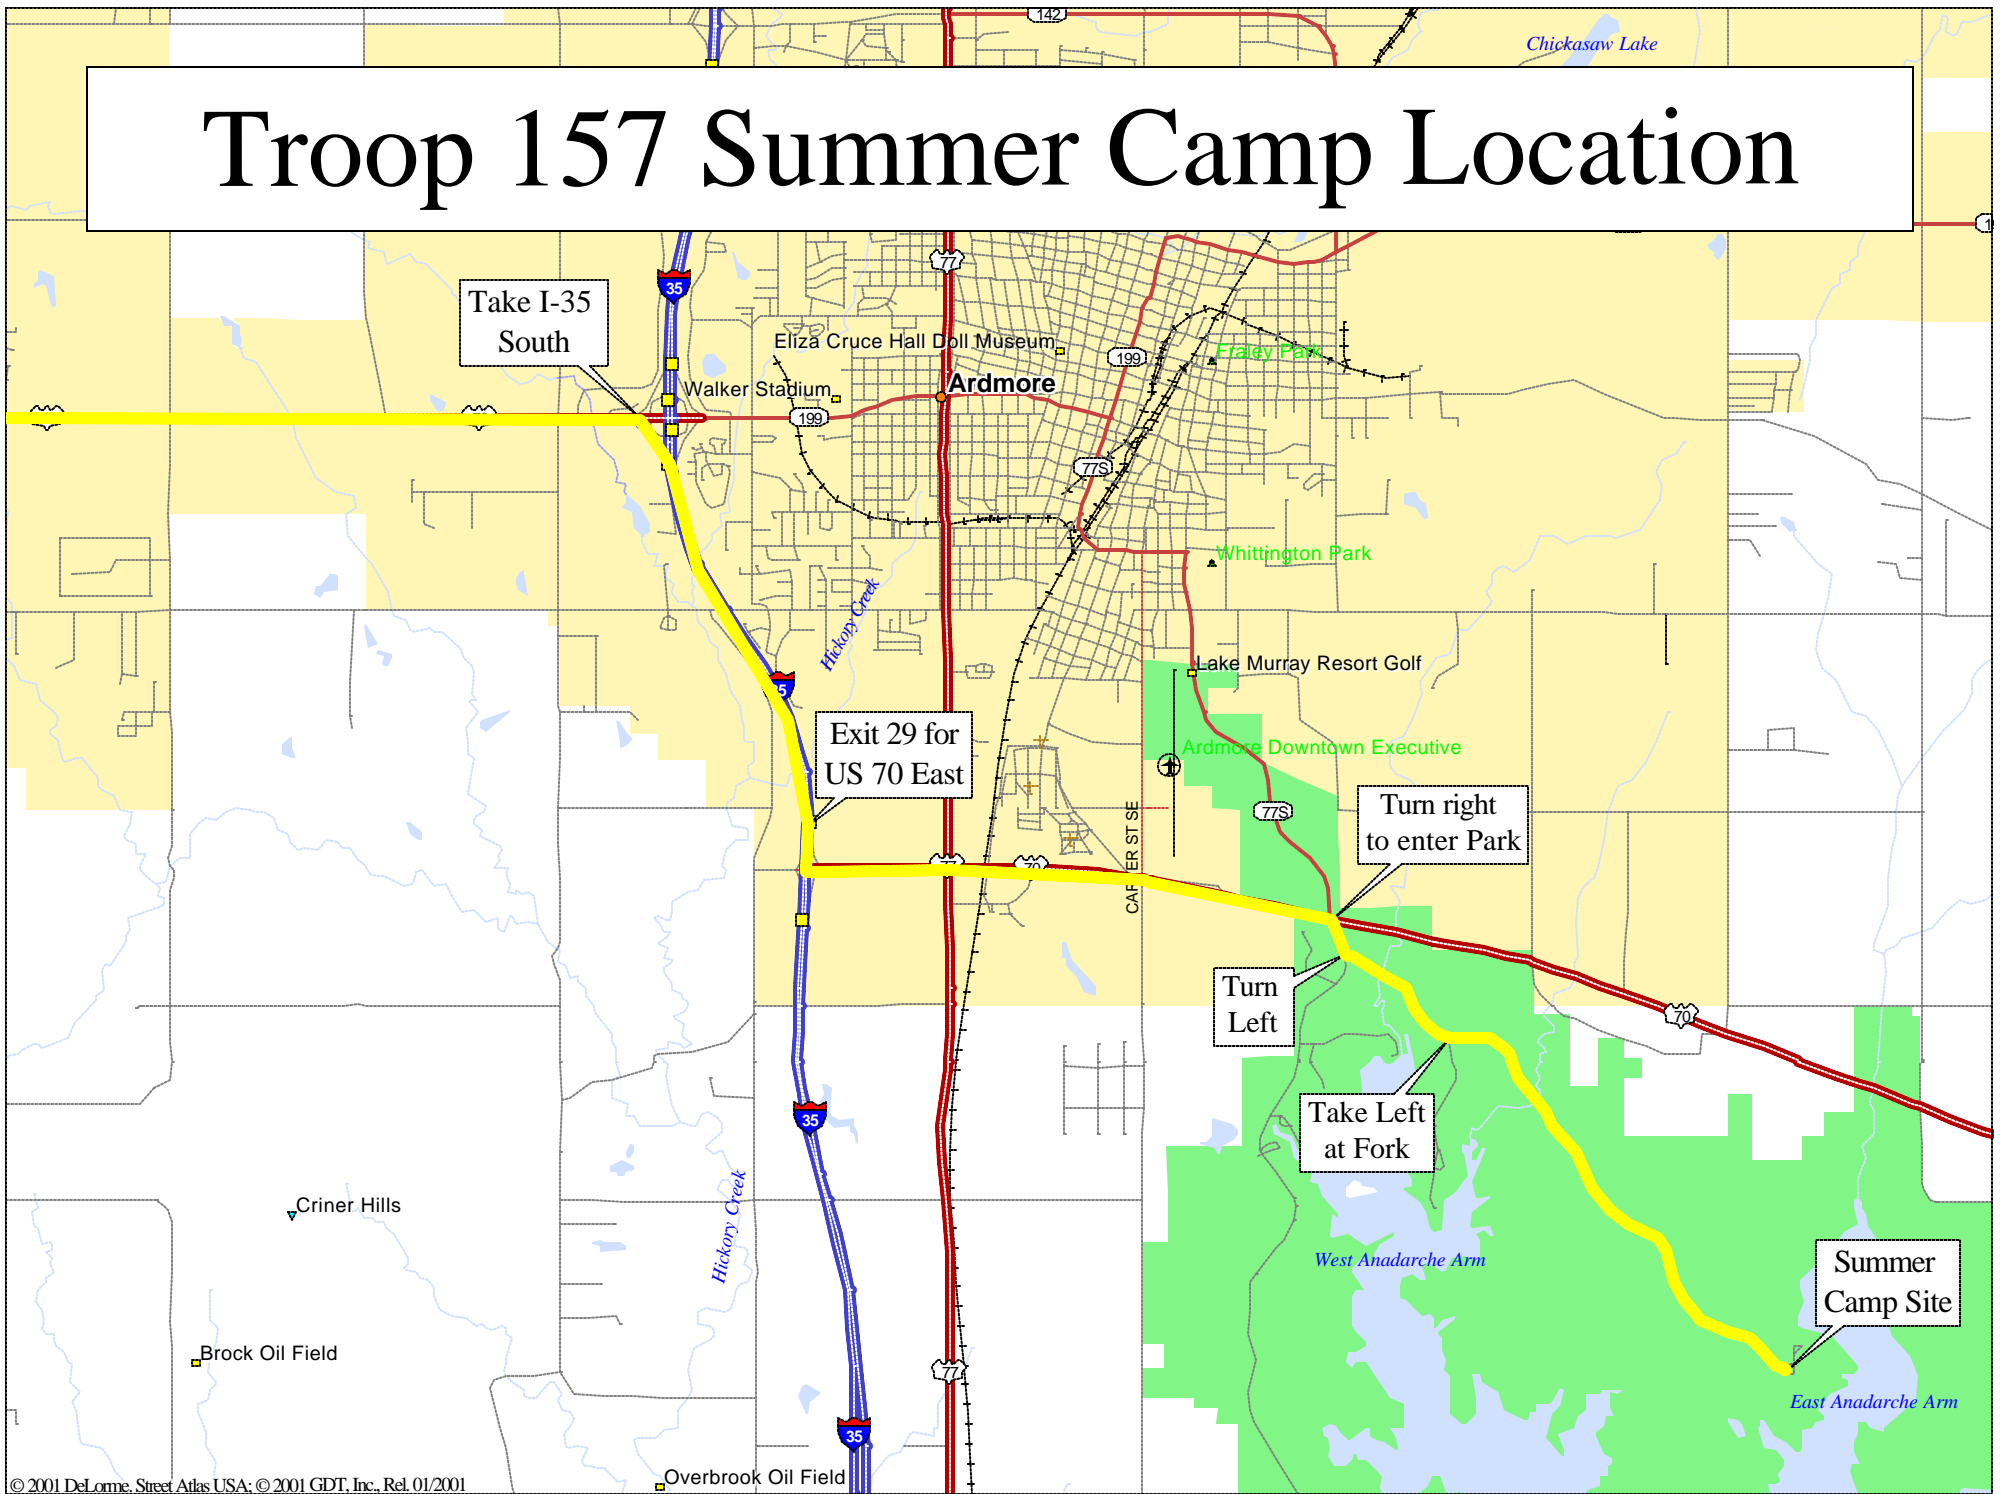 142
Chickasaw Lake
Troop 157 Summer Camp Location
77
35
Take I-35
South
Eliza Cruce Hall Doll Museum
199
Fraley Park
Walker Stadium
Ardmore
199
77S
Whittington Park
Hickory Creek
Lake Murray Resort Golf
Exit 29 for
US 70 East
Ardmore Downtown Executive
77S
Turn right
to enter Park
70
Turn
Left
70
35
Take Left
at Fork
Criner Hills
Hickory Creek
West Anadarche Arm
Summer
Camp Site
Brock Oil Field
77
East Anadarche Arm
35
Overbrook Oil Field
© 2001 DeLorme. Street Atlas USA; © 2001 GDT, Inc., Rel. 01/2001